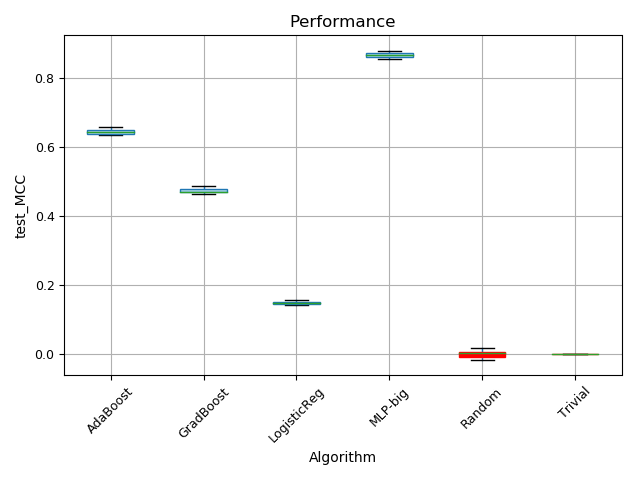 Performance
test_MCC
0.8
0.6
0.4
0.2
0.0
AdaBoost
GradBoost
LogisticReg
MLP-big
Random
Trivial
Algorithm